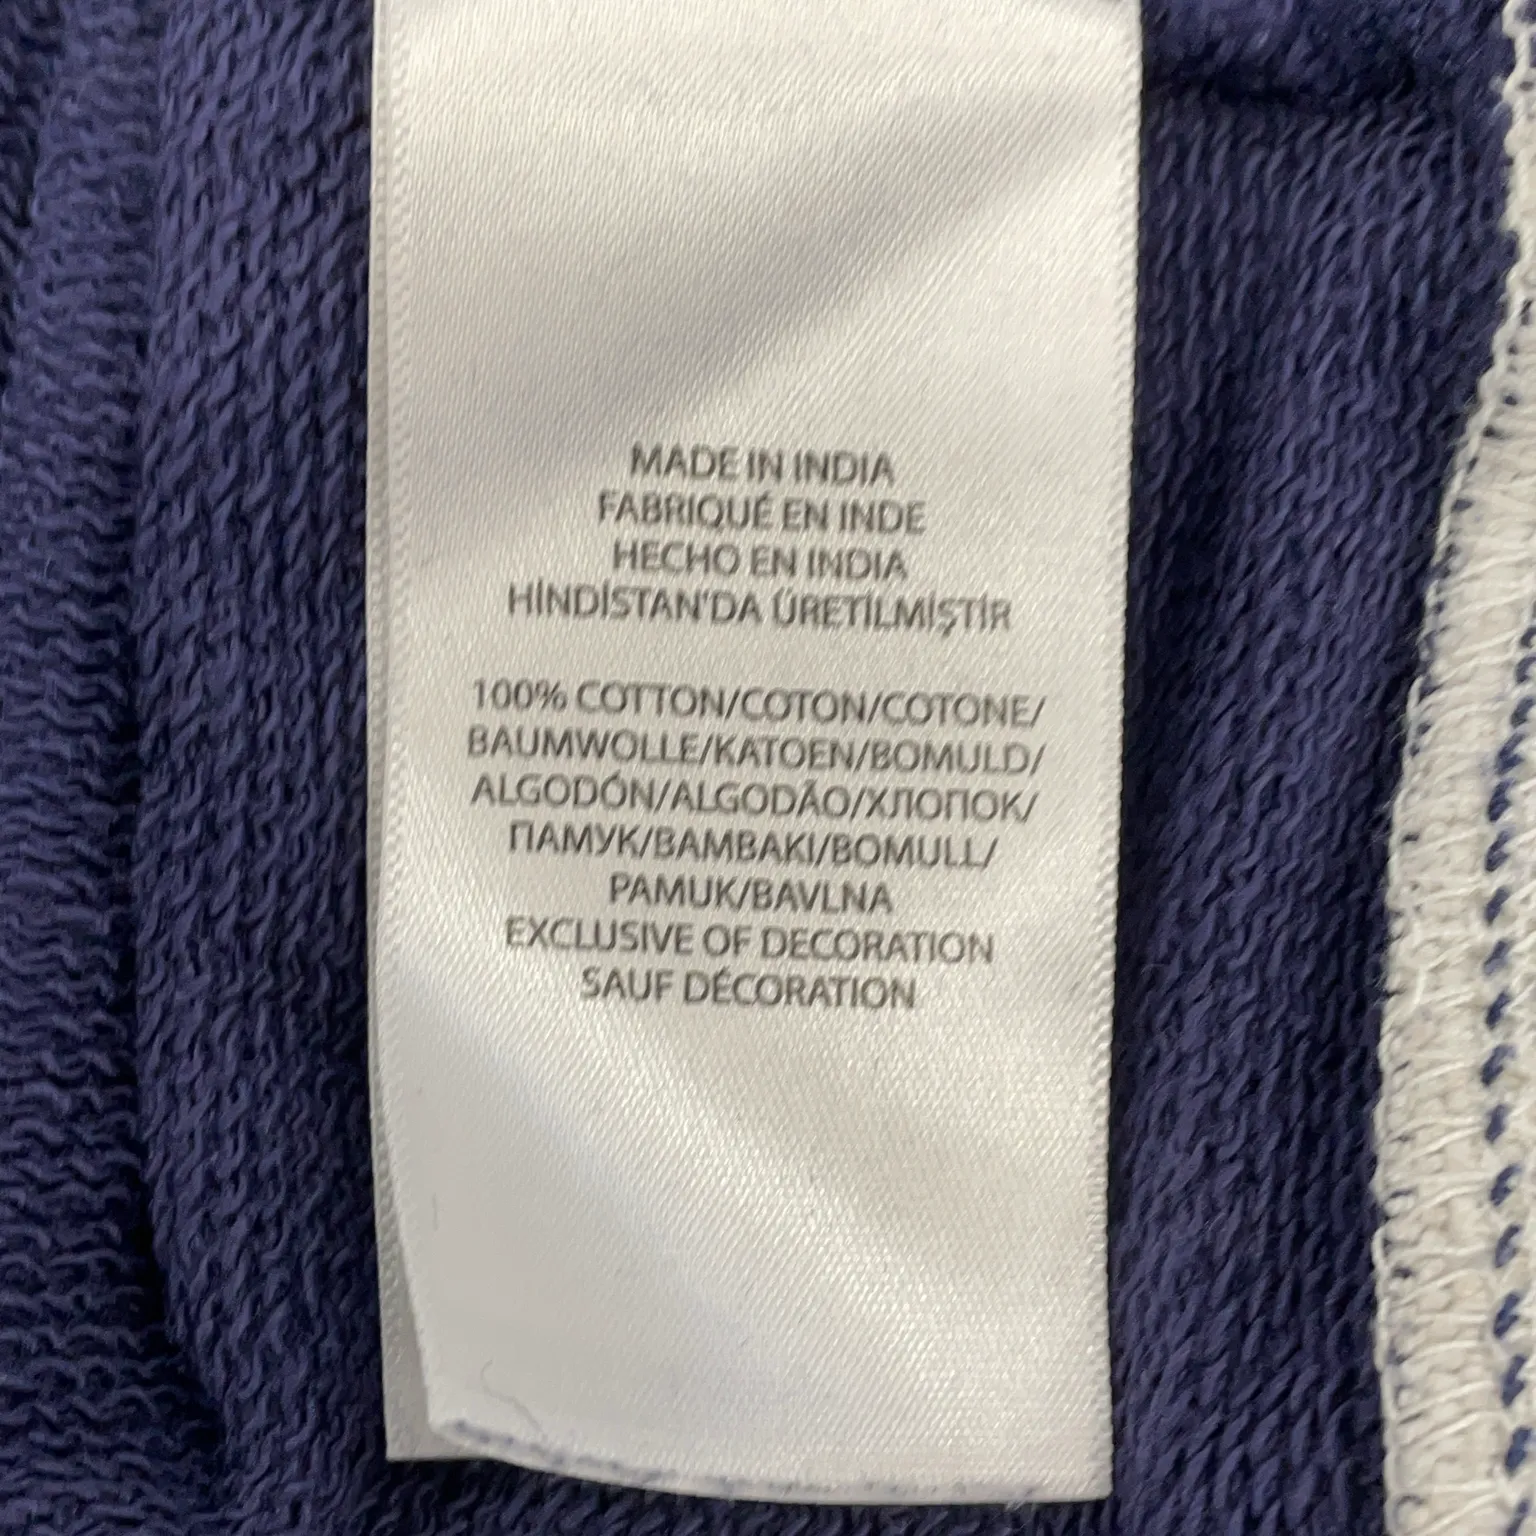 MADE IN INDIA
FABRIQUÉ EN INDE
HECHO EN INDIA
HİNDİSTAN'DA ÜRETİLMİŞTİR
100% COTTON/COTON/COTONE/
BAUMWOLLE/KATOEN/BOMULD/
ALGODÓN/ALGODÃO/ХЛОПОК/
ПАМУК/BAMBAKI/BOMULL/
PAMUK/BAVLNA
EXCLUSIVE OF DECORATION
SAUF DÉCORATION